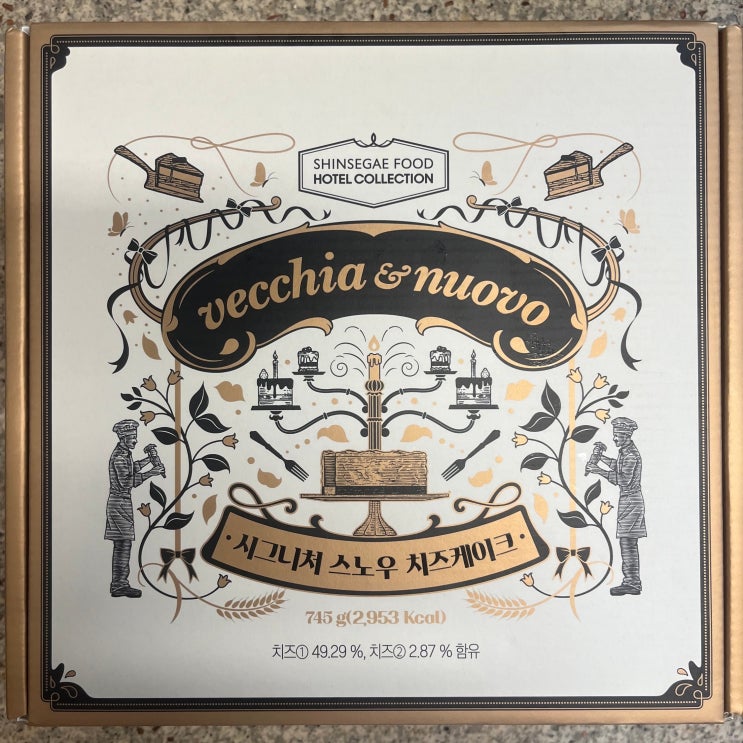 SHINSEGAE FOOD
HOTEL COLLECTION
vecchia & nuovo
· 시그니처 스노우 치즈케이크 ·
745 g(2,953 Kcal)
치즈① 49.29 %, 치즈② 2.87 % 함유